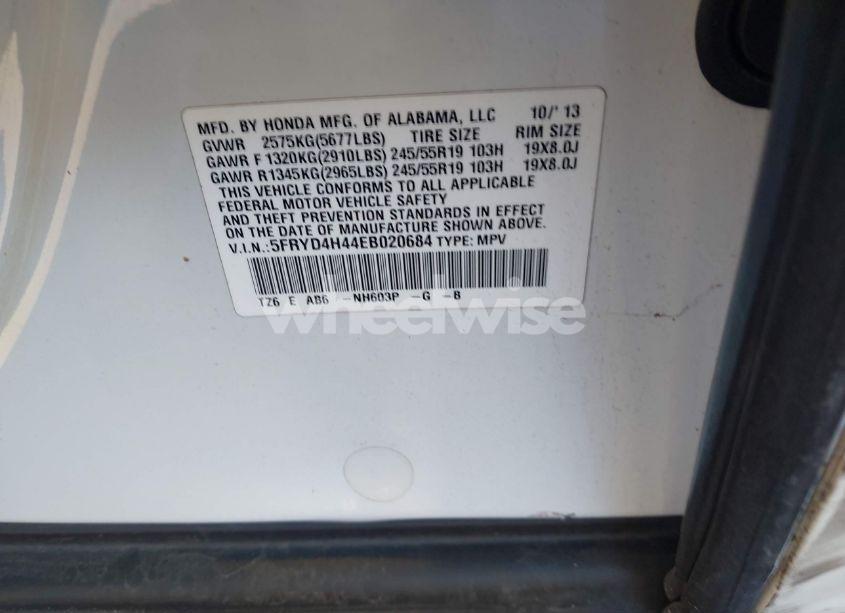 MFD. BY HONDA MFG. OF ALABAMA, LLC 10/'13
GVWR 2575KG(5677LBS) TIRE SIZE RIM SIZE
GAWR F 1320KG(2910LBS) 245/55R19 103H 19X8.0J
GAWR R1345KG(2965LBS) 245/55R19 103H 19X8.0J
THIS VEHICLE CONFORMS TO ALL APPLICABLE
FEDERAL MOTOR VEHICLE SAFETY
AND THEFT PREVENTION STANDARDS IN EFFECT
ON THE DATE OF MANUFACTURE SHOWN ABOVE.
V.I.N.:5FRYD4H44EB020684 TYPE: MPV
TZ6 E AB6 -NH603P -G -B
wheelwise